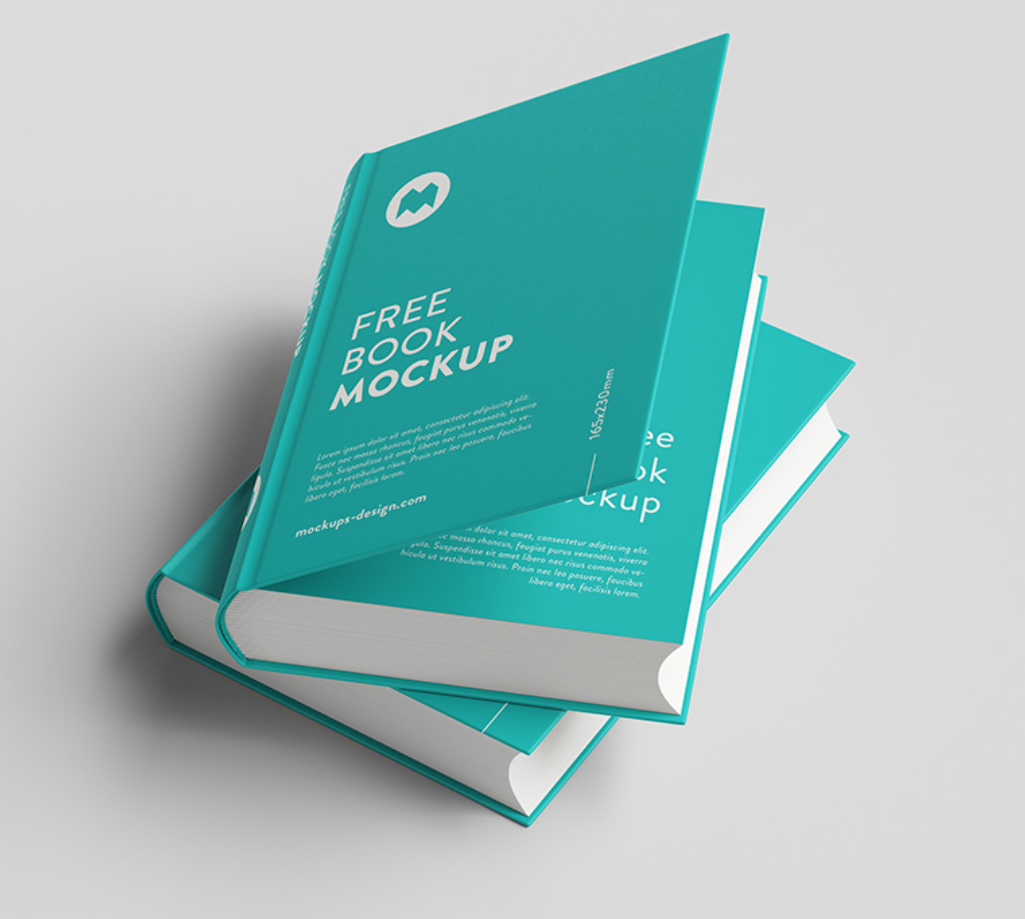 FREE
BOOK
MOCKUP
Lorem ipsum dolor sit amet, consectetur adipiscing elit.
Fusce nec massa rhoncus, feugiat purus venenatis, viverra
ligula. Suspendisse sit amet libero nec risus commodo ve-
hicula ut vestibulum risus. Proin nec leo posuere, faucibus
libero eget, facilisis lorem.
mockups-design.com
165x230mm
ee
ok
ockup
dolor sit amet, consectetur adipiscing elit.
massa rhoncus, feugiat purus venenatis, viverra
Suspendisse sit amet libero nec risus commodo ve-
hicula ut vestibulum risus. Proin nec leo posuere, faucibus
libero eget, facilisis lorem.